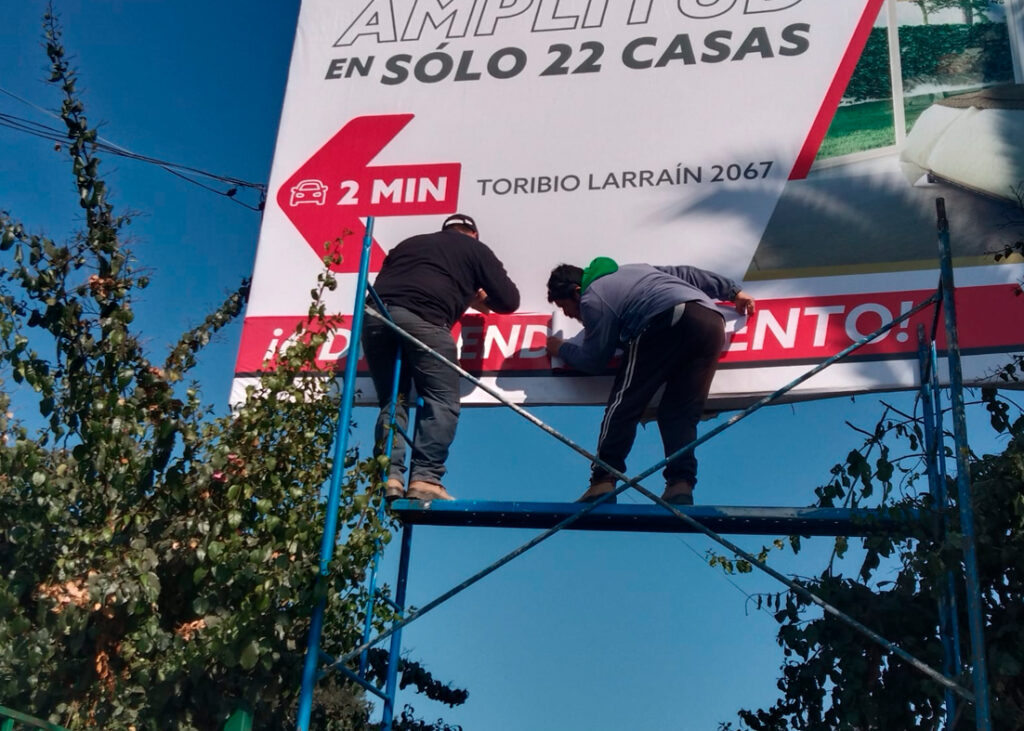 AMPLITUD
EN SÓLO 22 CASAS
2 MIN
TORIBIO LARRAÍN 2067